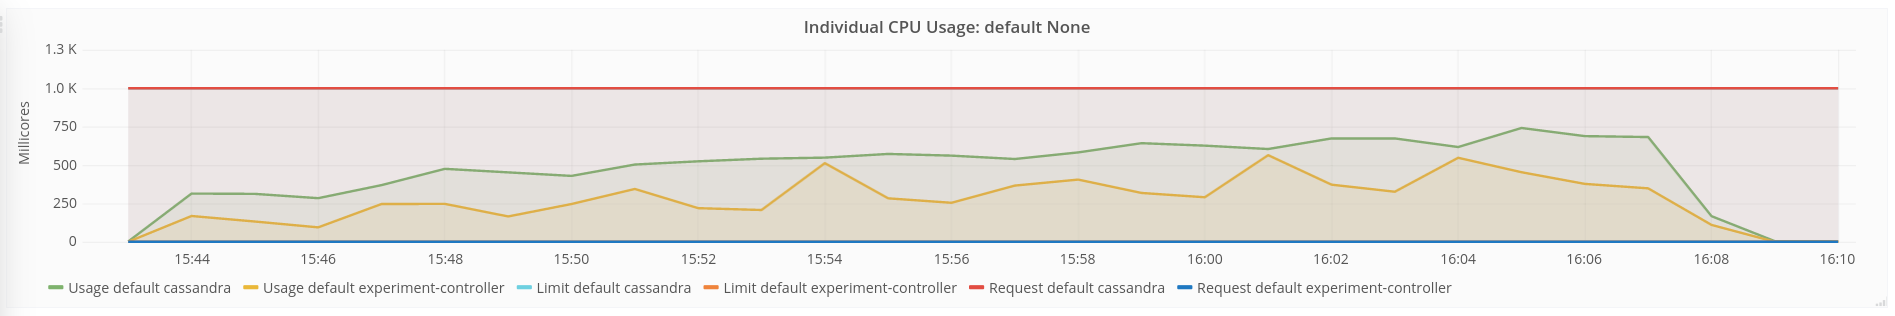 Individual CPU Usage: default None
Millicores
1.3 K
1.0 K
750
500
250
0
15:44 15:46 15:48 15:50 15:52 15:54 15:56 15:58 16:00 16:02 16:04 16:06 16:08 16:10
Usage default cassandra Usage default experiment-controller Limit default cassandra Limit default experiment-controller Request default cassandra Request default experiment-controller